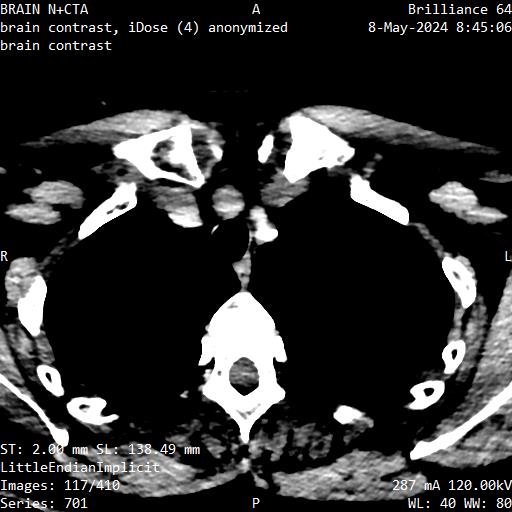 BRAIN N+CTA
A
Brilliance 64
brain contrast, iDose (4) anonymized
8-May-2024 8:45:06
brain contrast
R
L
ST: 2.00 mm SL: 138.49 mm
LittleEndianImplicit
Images: 117/410
287 mA 120.00kV
Series: 701
P
WL: 40 WW: 80